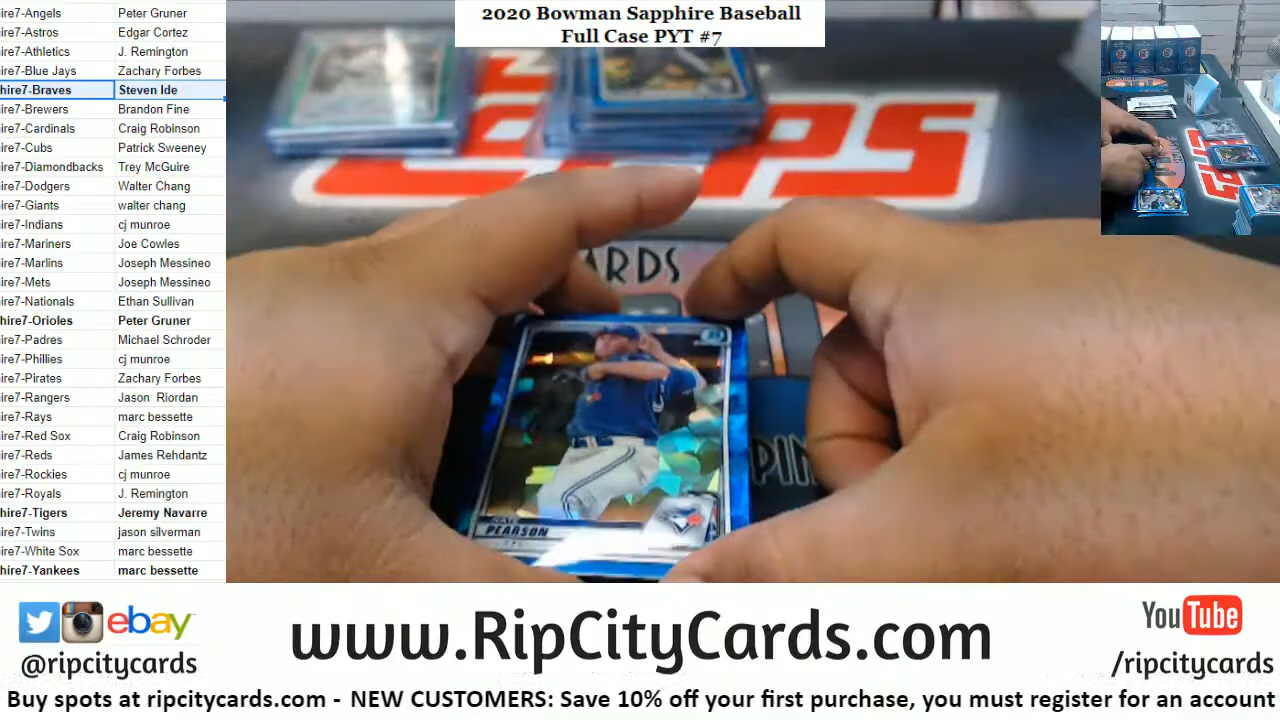 2020 Bowman Sapphire Baseball
Full Case PYT #7
ire7-Angels Peter Gruner
ire7-Astros Edgar Cortez
ire7-Athletics J. Remington
ire7-Blue Jays Zachary Forbes
hire7-Braves Steven Ide
ire7-Brewers Brandon Fine
ire7-Cardinals Craig Robinson
ire7-Cubs Patrick Sweeney
ire7-Diamondbacks Trey McGuire
ire7-Dodgers Walter Chang
ire7-Giants walter chang
ire7-Indians cj munroe
ire7-Mariners Joe Cowles
ire7-Marlins Joseph Messineo
ire7-Mets Joseph Messineo
ire7-Nationals Ethan Sullivan
hire7-Orioles Peter Gruner
ire7-Padres Michael Schroder
ire7-Phillies cj munroe
ire7-Pirates Zachary Forbes
ire7-Rangers Jason Riordan
ire7-Rays marc bessette
ire7-Red Sox Craig Robinson
ire7-Reds James Rehdantz
ire7-Rockies cj munroe
ire7-Royals J. Remington
hire7-Tigers Jeremy Navarre
ire7-Twins jason silverman
ire7-White Sox marc bessette
hire7-Yankees marc bessette
ARDS
PIN
NATE
PEARSON
ebay
@ripcitycards
www.RipCityCards.com
YouTube
/ripcitycards
Buy spots at ripcitycards.com - NEW CUSTOMERS: Save 10% off your first purchase, you must register for an account